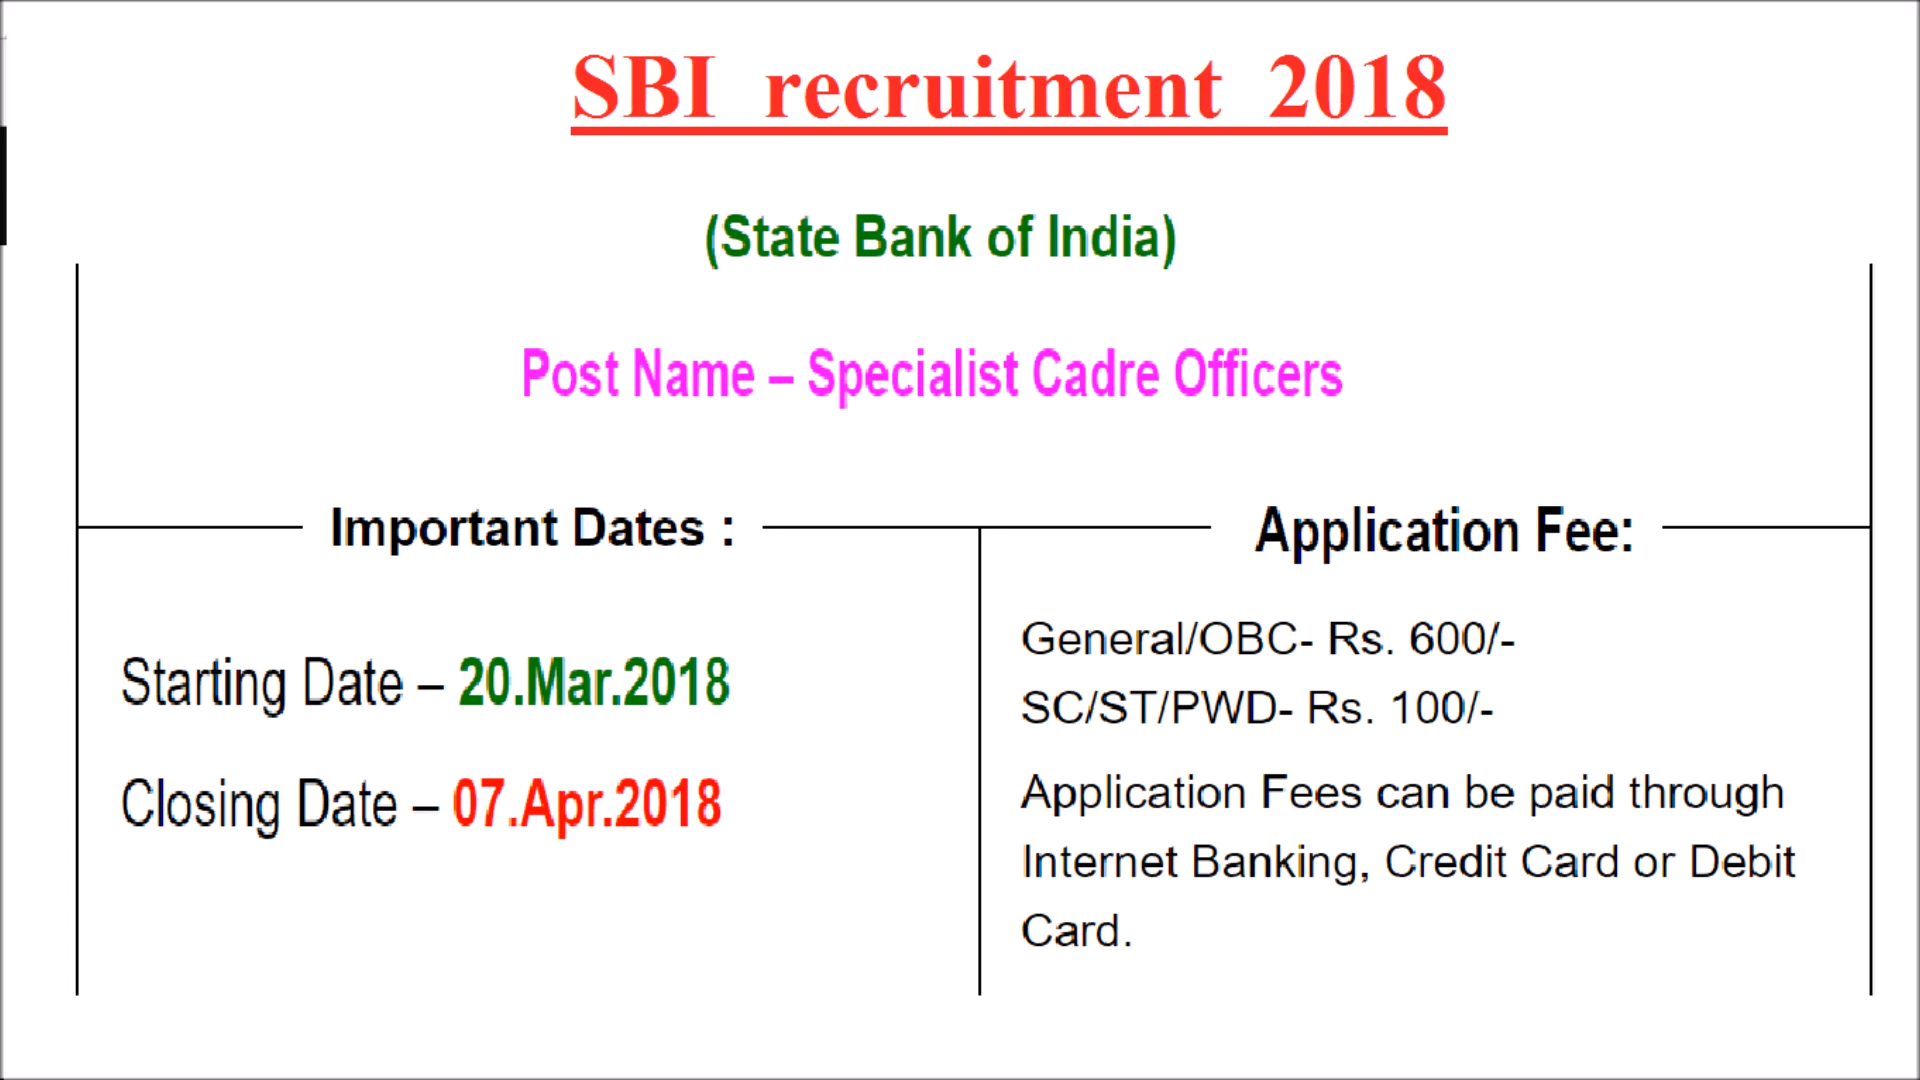 SBI recruitment 2018
(State Bank of India)
Post Name – Specialist Cadre Officers
Important Dates :
Starting Date – 20.Mar.2018
Closing Date – 07.Apr.2018
Application Fee:
General/OBC- Rs. 600/-
SC/ST/PWD- Rs. 100/-
Application Fees can be paid through
Internet Banking, Credit Card or Debit
Card.